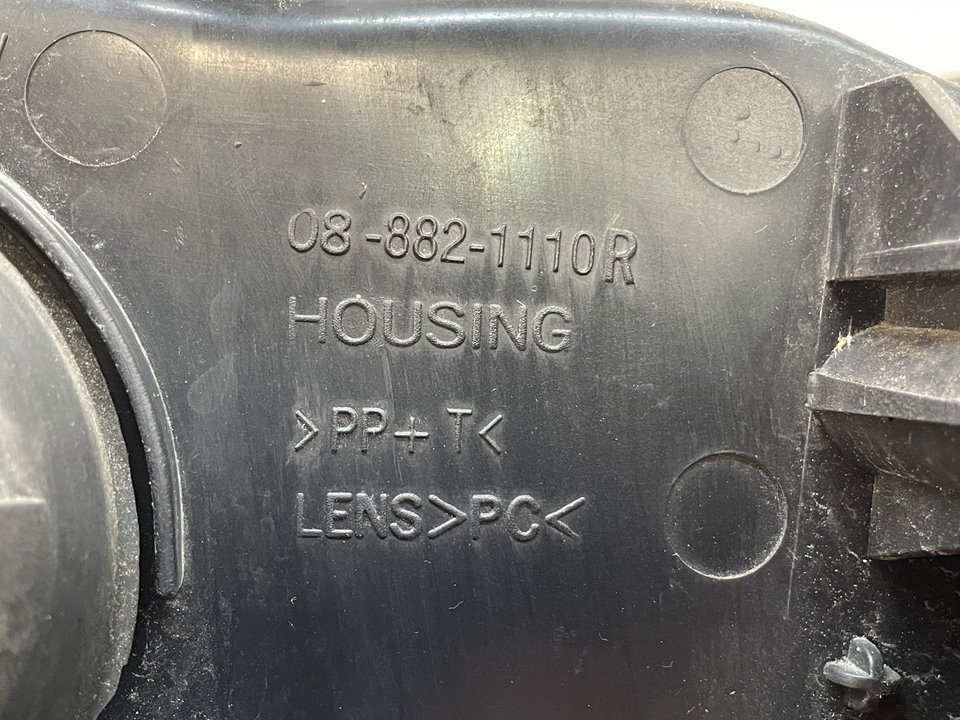 08-882-1110R
HOUSING
>PP+T<
LENS>PC<